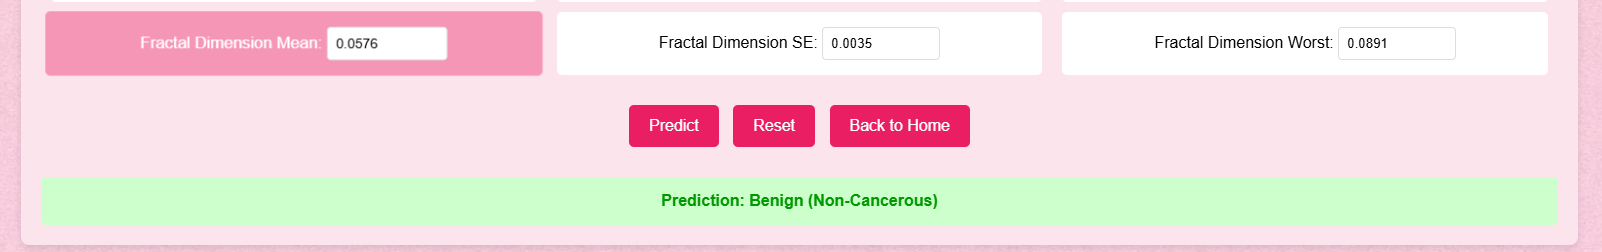 Fractal Dimension Mean: 0.0576 Fractal Dimension SE: 0.0035 Fractal Dimension Worst: 0.0891
Predict Reset Back to Home
Prediction: Benign (Non-Cancerous)